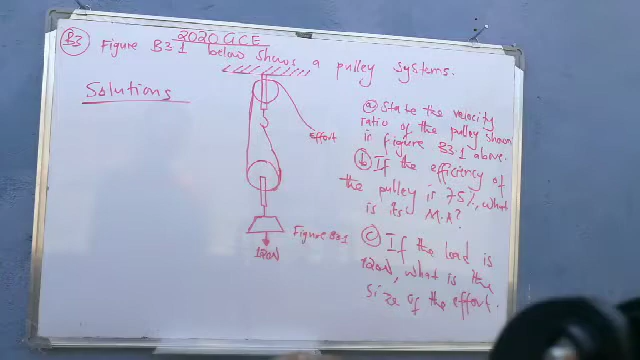 B3
2020 GCE
Figure B3.1 below shows a pulley systems.
Solutions
effort
120N
Figure B3.1
(a) State the velocity
ratio of the pulley shown
in figure B3.1 above.
(b) If the efficiency of
the pulley is 75%, what
is its M.A?
(c) If the load is
120N, what is the
size of the effort.